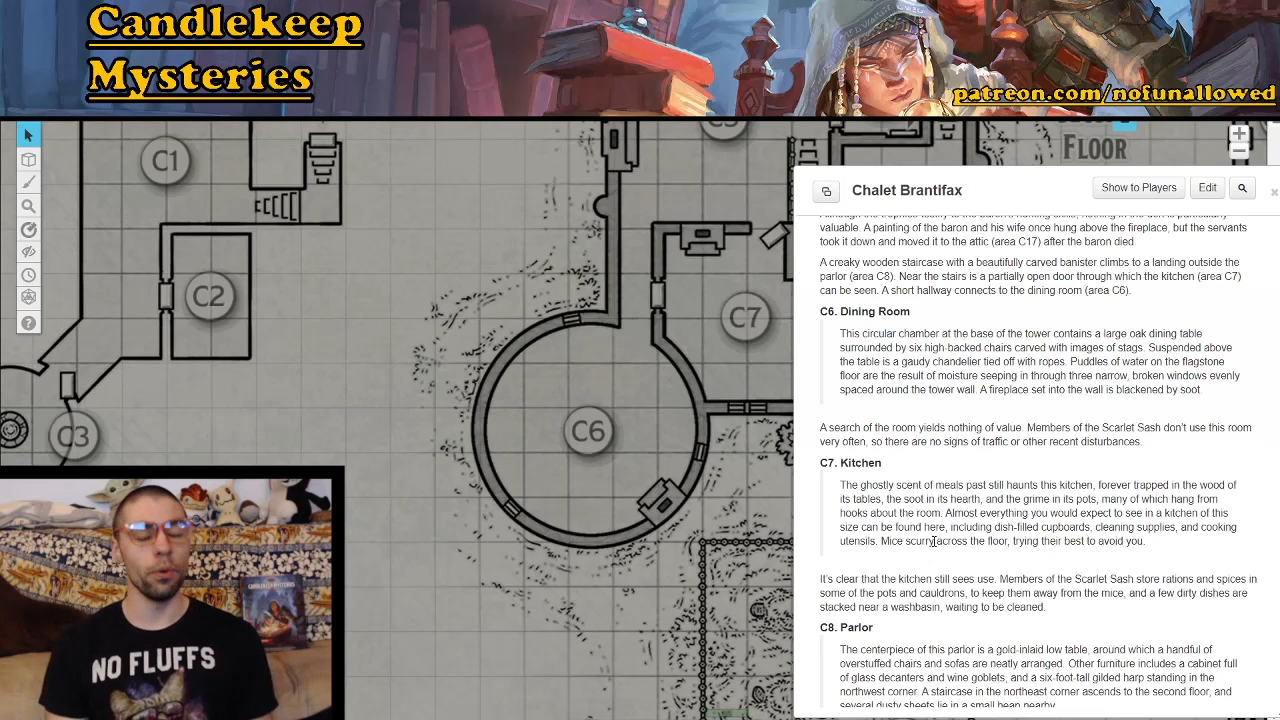 Candlekeep
Mysteries
patreon.com/nofunallowed
C1
C2
C3
C6
C7
FLOOR
Chalet Brantifax
Show to Players
Edit
valuable. A painting of the baron and his wife once hung above the fireplace, but the servants
took it down and moved it to the attic (area C17) after the baron died.
A creaky wooden staircase with a beautifully carved banister climbs to a landing outside the
parlor (area C8). Near the stairs is a partially open door through which the kitchen (area C7)
can be seen. A short hallway connects to the dining room (area C6).
C6. Dining Room
This circular chamber at the base of the tower contains a large oak dining table
surrounded by six high-backed chairs carved with images of stags. Suspended above
the table is a gaudy chandelier tied off with ropes. Puddles of water on the flagstone
floor are the result of moisture seeping in through three narrow, broken windows evenly
spaced around the tower wall. A fireplace set into the wall is blackened by soot.
A search of the room yields nothing of value. Members of the Scarlet Sash don't use this room
very often, so there are no signs of traffic or other recent disturbances.
C7. Kitchen
The ghostly scent of meals past still haunts this kitchen, forever trapped in the wood of
its tables, the soot in its hearth, and the grime in its pots, many of which hang from
hooks about the room. Almost everything you would expect to see in a kitchen of this
size can be found here, including dish-filled cupboards, cleaning supplies, and cooking
utensils. Mice scurry across the floor, trying their best to avoid you.
It's clear that the kitchen still sees use. Members of the Scarlet Sash store rations and spices in
some of the pots and cauldrons, to keep them away from the mice, and a few dirty dishes are
stacked near a washbasin, waiting to be cleaned.
C8. Parlor
The centerpiece of this parlor is a gold-inlaid low table, around which a handful of
overstuffed chairs and sofas are neatly arranged. Other furniture includes a cabinet full
of glass decanters and wine goblets, and a six-foot-tall gilded harp standing in the
northwest corner. A staircase in the northeast corner ascends to the second floor, and
several dusty sheets lie in a small heap nearby.
NO FLUFFS